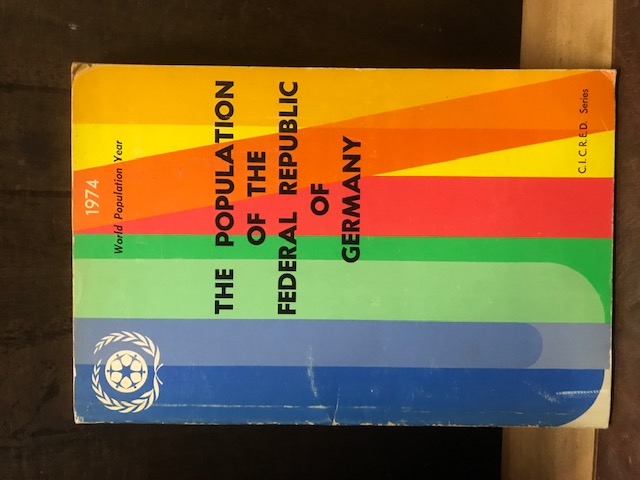 1974
World Population Year
THE POPULATION
OF THE
FEDERAL REPUBLIC
OF
GERMANY
C.I.C.R.E.D. Series